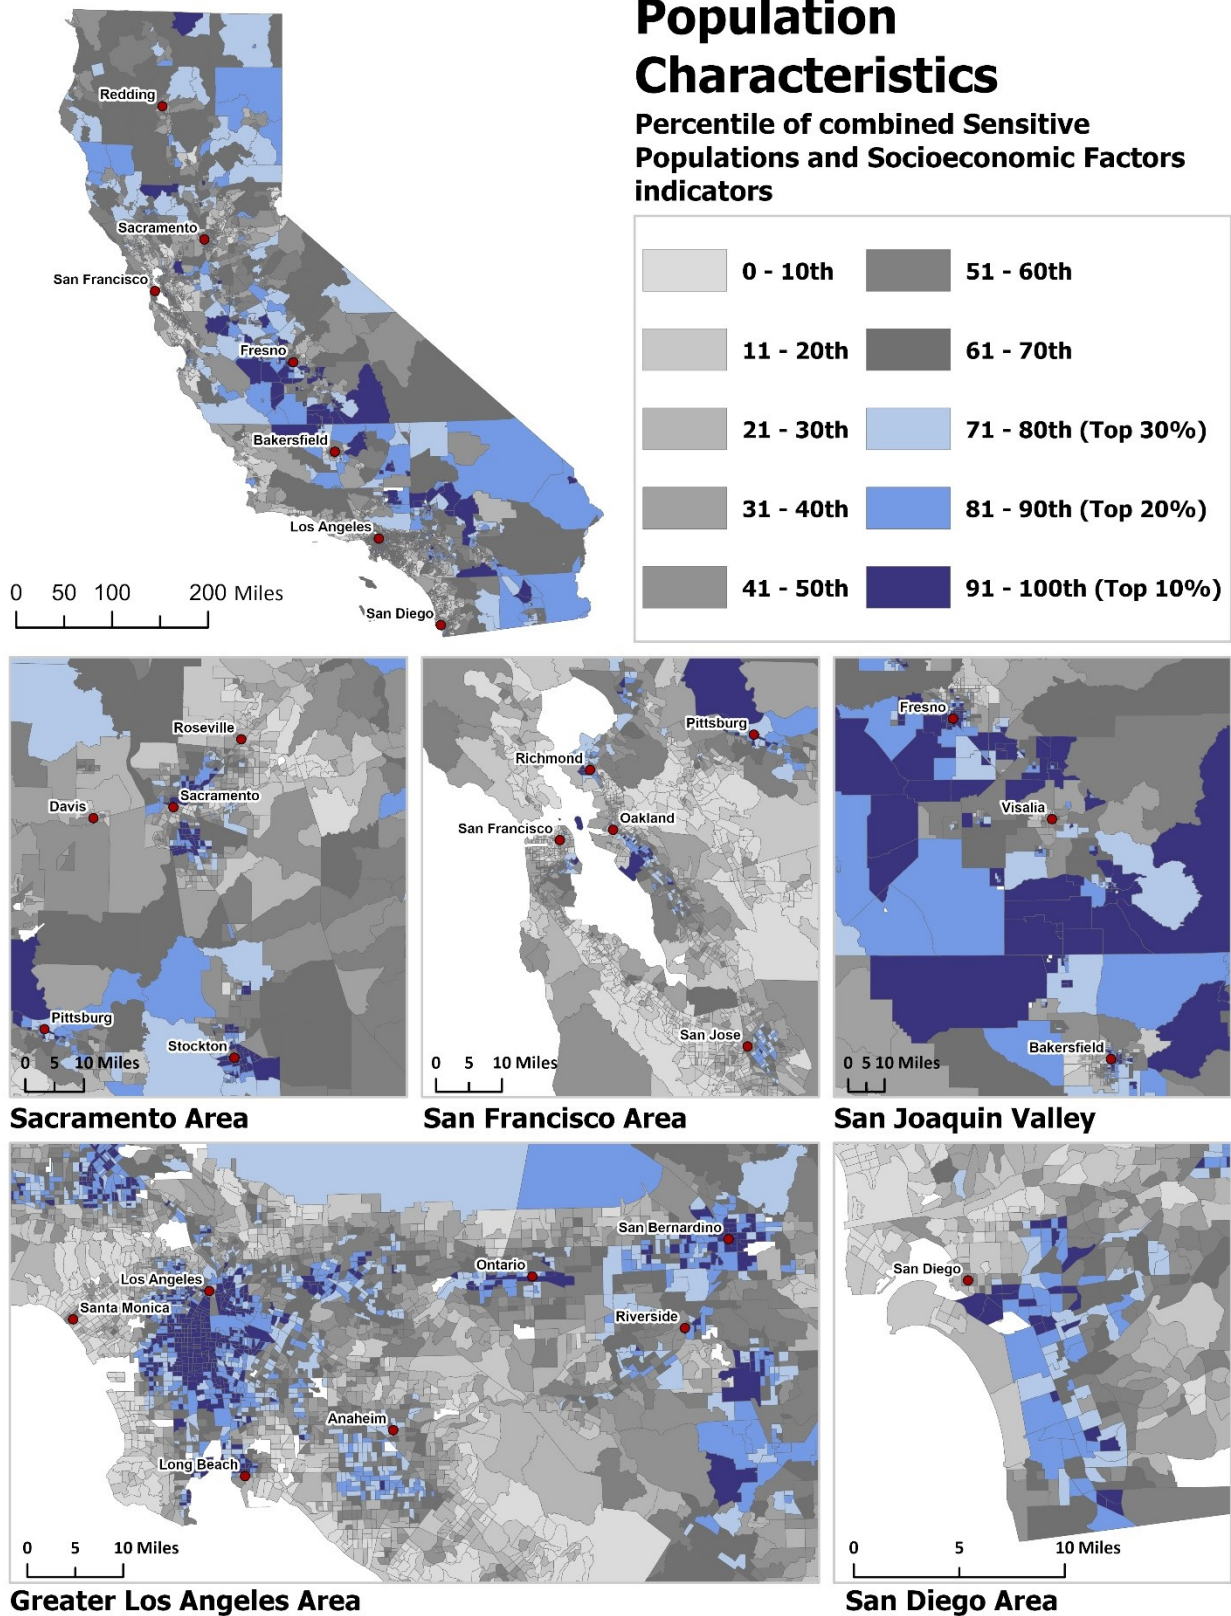 Population
Characteristics
Percentile of combined Sensitive
Populations and Socioeconomic Factors
indicators
0 - 10th
51 - 60th
11 - 20th
61 - 70th
21 - 30th
71 - 80th (Top 30%)
31 - 40th
81 - 90th (Top 20%)
41 - 50th
91 - 100th (Top 10%)
Redding
Sacramento
San Francisco
Fresno
Bakersfield
Los Angeles
San Diego
0 50 100 200 Miles
Roseville
Sacramento
Davis
Pittsburg
Stockton
0 5 10 Miles
Sacramento Area
Pittsburg
Richmond
San Francisco
Oakland
San Jose
0 5 10 Miles
San Francisco Area
Fresno
Visalia
Bakersfield
0 5 10 Miles
San Joaquin Valley
San Bernardino
Ontario
Los Angeles
Santa Monica
Riverside
Anaheim
Long Beach
0 5 10 Miles
Greater Los Angeles Area
San Diego
0 5 10 Miles
San Diego Area